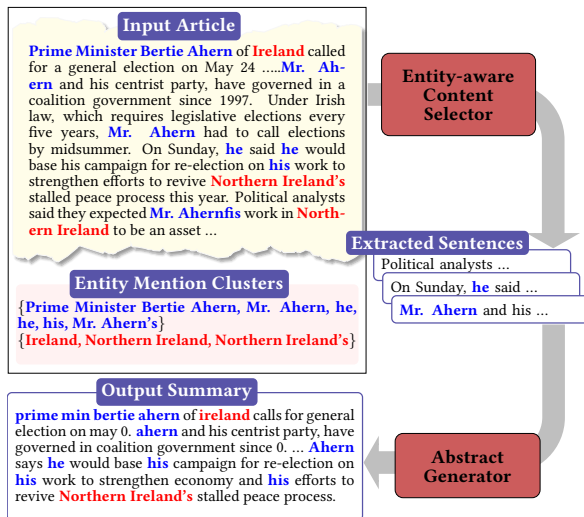 Input Article
Prime Minister Bertie Ahern of Ireland called
for a general election on May 24 ....Mr. Ah-
ern and his centrist party, have governed in a
coalition government since 1997. Under Irish
law, which requires legislative elections every
five years, Mr. Ahern had to call elections
by midsummer. On Sunday, he said he would
base his campaign for re-election on his work to
strengthen efforts to revive Northern Ireland's
stalled peace process this year. Political analysts
said they expected Mr. Ahernfis work in North-
ern Ireland to be an asset ...
Entity Mention Clusters
{Prime Minister Bertie Ahern, Mr. Ahern, he,
he, his, Mr. Ahern's}
{Ireland, Northern Ireland, Northern Ireland's}
Entity-aware
Content
Selector
Extracted Sentences
Political analysts ...
On Sunday, he said ...
Mr. Ahern and his ...
Abstract
Generator
Output Summary
prime min bertie ahern of ireland calls for general
election on may 0. ahern and his centrist party, have
governed in coalition government since 0. ... Ahern
says he would base his campaign for re-election on
his work to strengthen economy and his efforts to
revive Northern Ireland's stalled peace process.